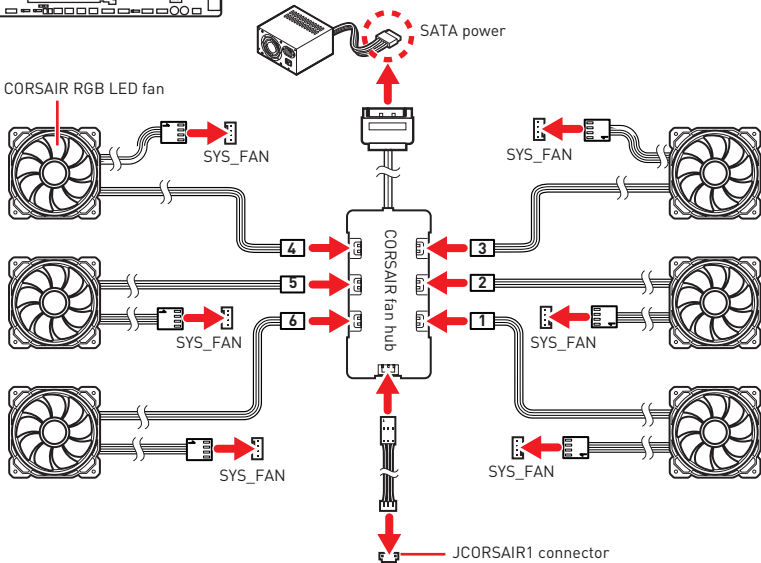 SATA power
CORSAIR RGB LED fan
SYS_FAN
SYS_FAN
4
3
5
2
6
1
CORSAIR fan hub
SYS_FAN
SYS_FAN
SYS_FAN
SYS_FAN
JCORSAIR1 connector